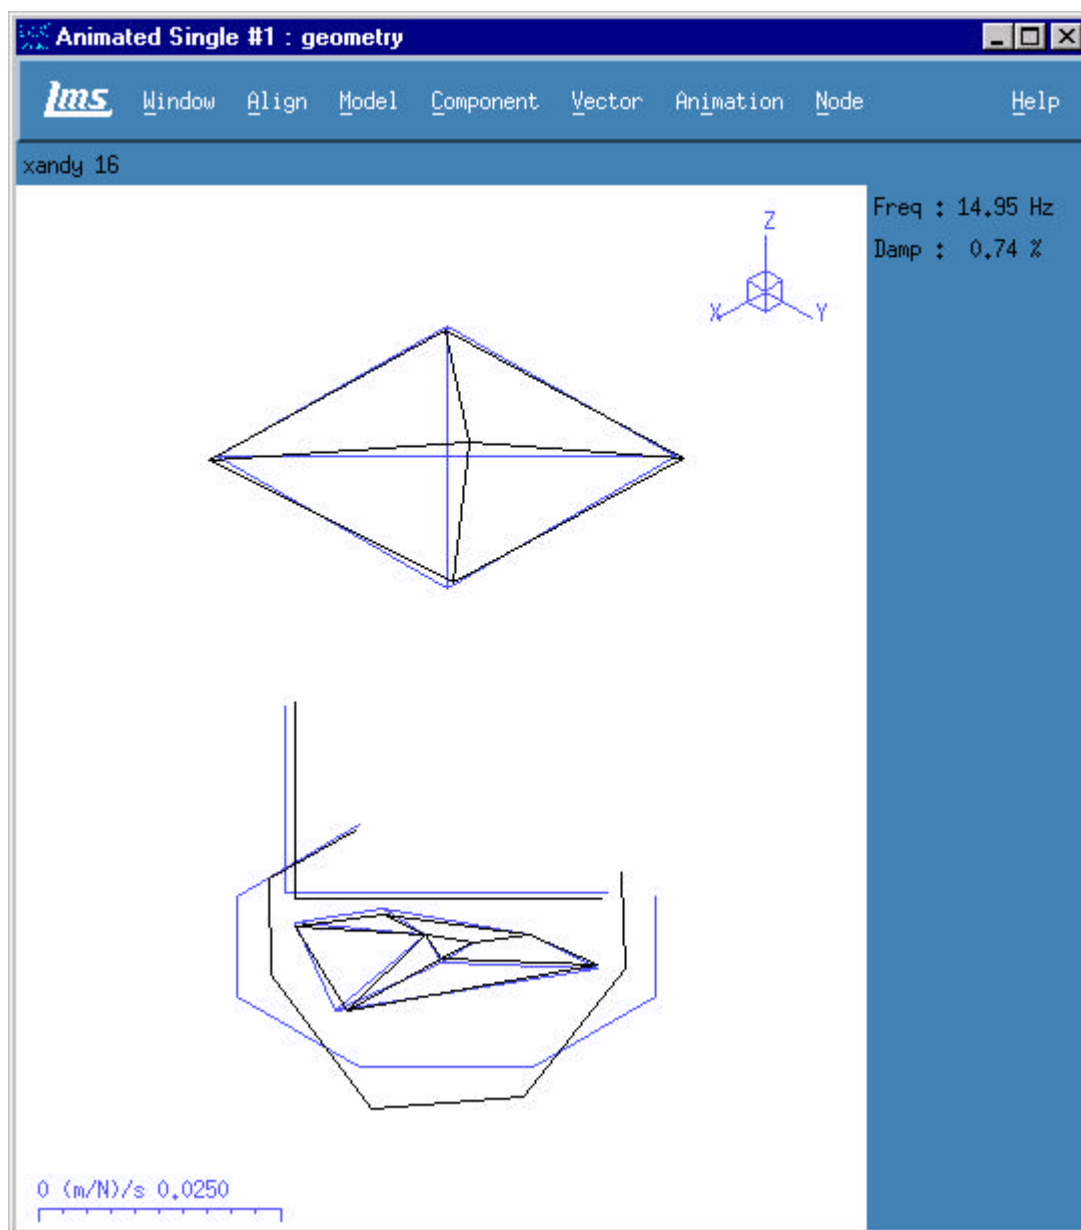 Animated Single #1 : geometry
lms Window Align Model Component Vector Animation Node Help
xandy 16
Freq : 14.95 Hz
Damp : 0.74 %
Z
X Y
0 (m/N)/s 0.0250